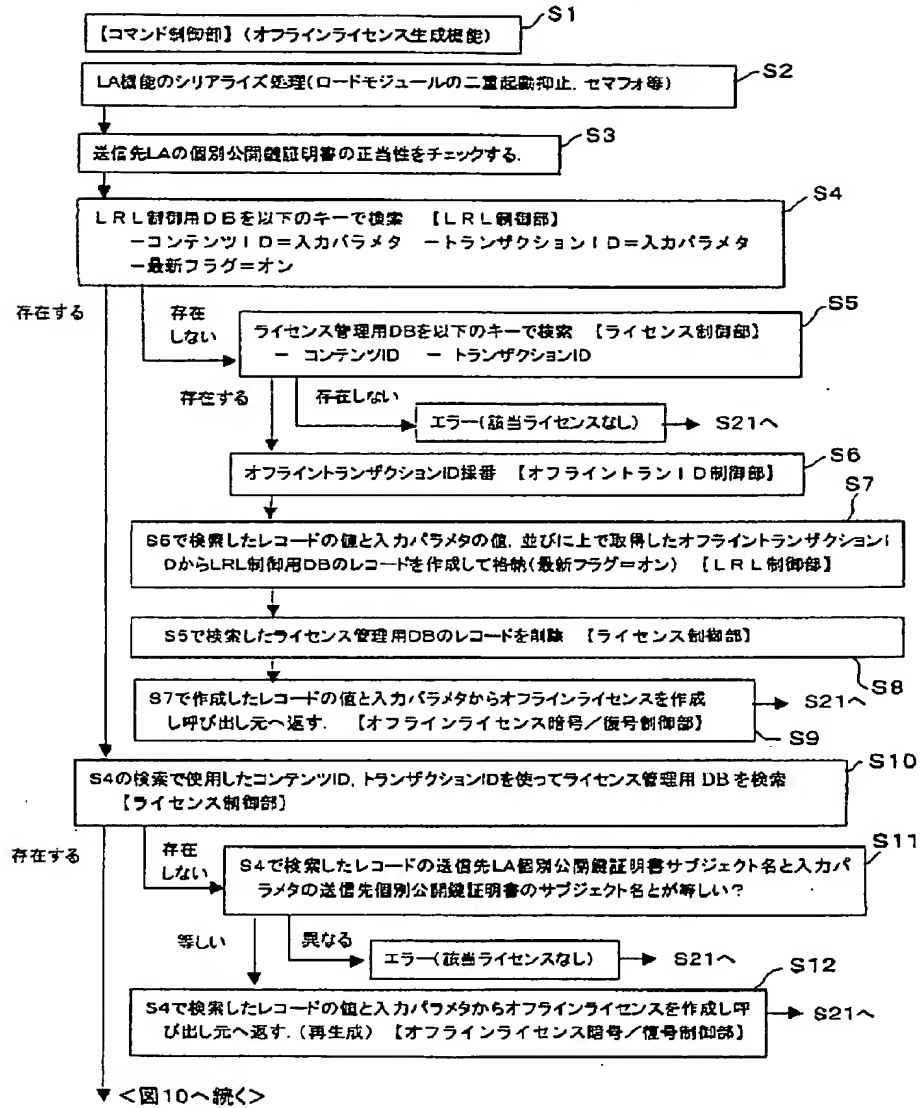 S1
【コマンド制御部】(オフラインライセンス生成機能)
S2
LA機能のシリアライズ処理(ロードモジュールの二重起動抑止, セマフォ等)
S3
送信先LAの個別公開鍵証明書の正当性をチェックする.
S4
LRL制御用DBを以下のキーで検索 【LRL制御部】
ーコンテンツID=入力パラメタ ートランザクションID=入力パラメタ
ー最新フラグ=オン
存在する
存在
しない
S5
ライセンス管理用DBを以下のキーで検索 【ライセンス制御部】
ー コンテンツID ー トランザクションID
存在する
存在しない
エラー(該当ライセンスなし)
S21へ
S6
オフライントランザクションID採番 【オフライントランID制御部】
S7
S5で検索したレコードの値と入力パラメタの値, 並びに上で取得したオフライントランザクションI
DからLRL制御用DBのレコードを作成して格納(最新フラグ=オン) 【LRL制御部】
S5で検索したライセンス管理用DBのレコードを削除 【ライセンス制御部】
S8
S7で作成したレコードの値と入力パラメタからオフラインライセンスを作成
し呼び出し元へ返す. 【オフラインライセンス暗号/復号制御部】
S21へ
S9
S10
S4の検索で使用したコンテンツID, トランザクションIDを使ってライセンス管理用DBを検索
【ライセンス制御部】
存在する
存在
しない
S11
S4で検索したレコードの送信先LA個別公開鍵証明書サブジェクト名と入力パ
ラメタの送信先個別公開鍵証明書のサブジェクト名とが等しい?
等しい
異なる
エラー(該当ライセンスなし)
S21へ
S12
S4で検索したレコードの値と入力パラメタからオフラインライセンスを作成し呼
び出し元へ返す.(再生成) 【オフラインライセンス暗号/復号制御部】
S21へ
<図10へ続く>